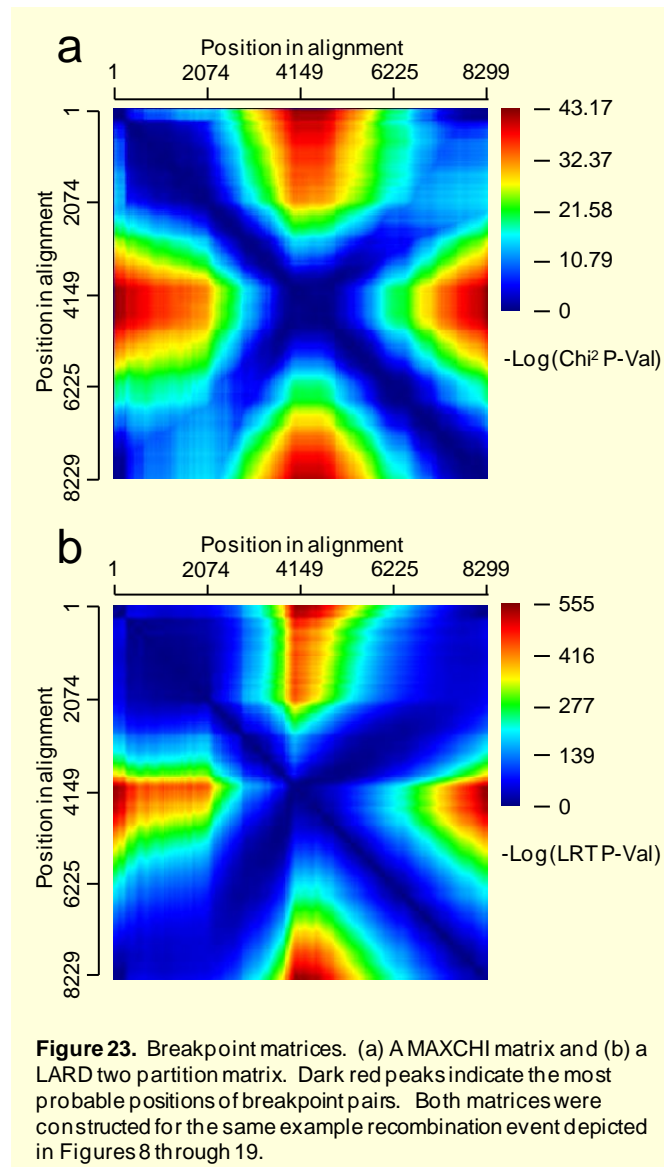 a
Position in alignment
1 2074 4149 6225 8299
Position in alignment
1
2074
4149
6225
8229
43.17
32.37
21.58
10.79
0
-Log(Chi² P-Val)
b
Position in alignment
1 2074 4149 6225 8299
Position in alignment
1
2074
4149
6225
8229
555
416
277
139
0
-Log(LRT P-Val)
Figure 23. Breakpoint matrices. (a) A MAXCHI matrix and (b) a
LARD two partition matrix. Dark red peaks indicate the most
probable positions of breakpoint pairs. Both matrices were
constructed for the same example recombination event depicted
in Figures 8 through 19.